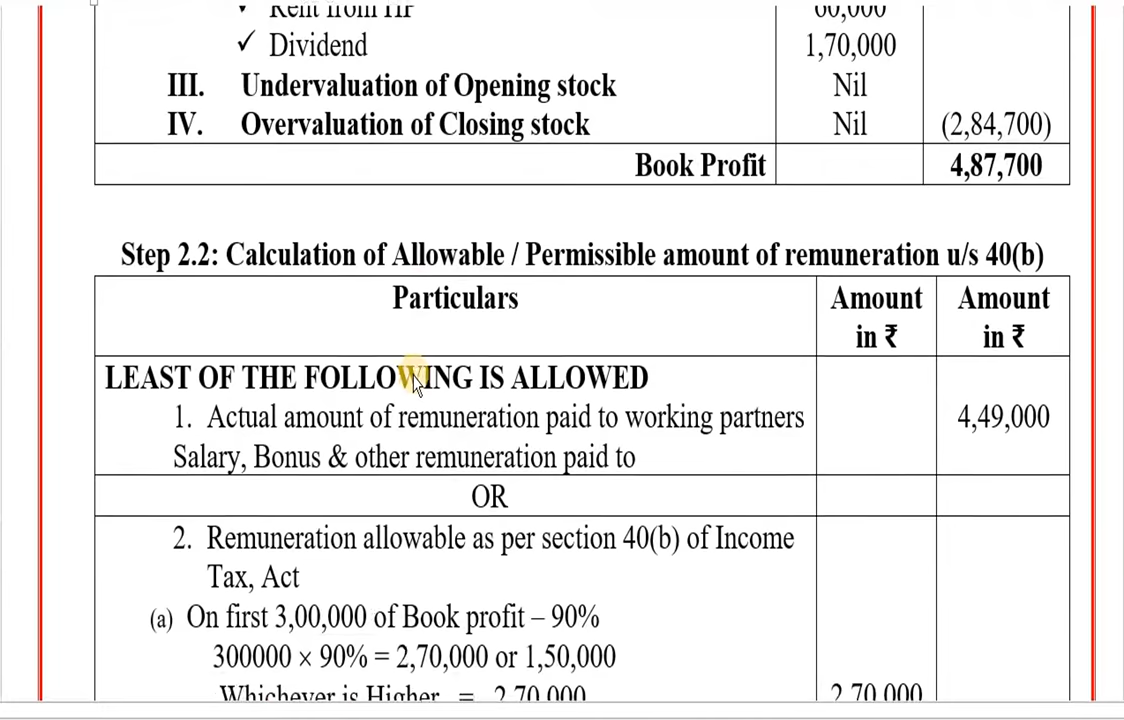 ✓ Rent from HP 60,000
✓ Dividend 1,70,000
III. Undervaluation of Opening stock Nil
IV. Overvaluation of Closing stock Nil (2,84,700)
Book Profit 4,87,700
Step 2.2: Calculation of Allowable / Permissible amount of remuneration u/s 40(b)
Particulars Amount in ₹ Amount in ₹
LEAST OF THE FOLLOWING IS ALLOWED
1. Actual amount of remuneration paid to working partners 4,49,000
Salary, Bonus & other remuneration paid to
OR
2. Remuneration allowable as per section 40(b) of Income
Tax, Act
(a) On first 3,00,000 of Book profit – 90%
300000 × 90% = 2,70,000 or 1,50,000
Whichever is Higher = 2,70,000 2,70,000